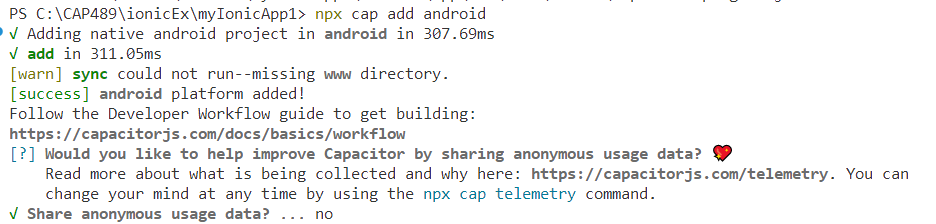 PS C:\CAP489\ionicEx\myIonicApp1> npx cap add android
√ Adding native android project in android in 307.69ms
√ add in 311.05ms
[warn] sync could not run--missing www directory.
[success] android platform added!
Follow the Developer Workflow guide to get building:
https://capacitorjs.com/docs/basics/workflow
[?] Would you like to help improve Capacitor by sharing anonymous usage data? 💖
Read more about what is being collected and why here: https://capacitorjs.com/telemetry. You can
change your mind at any time by using the npx cap telemetry command.
√ Share anonymous usage data? ... no